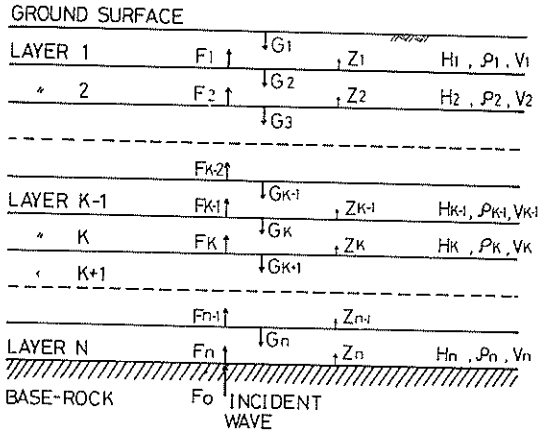 GROUND SURFACE
G1
LAYER 1 F1 Z1 H1 , ρ1 , V1
G2
" 2 F2 Z2 H2 , ρ2 , V2
G3
FK-2
GK-1
LAYER K-1 FK-1 ZK-1 HK-1 , ρK-1 , VK-1
GK
" K FK ZK HK , ρK , VK
GK+1
" K+1
Fn-1 Zn-1
Gn
LAYER N Fn Zn Hn , ρn , Vn
BASE-ROCK F0 INCIDENT
WAVE